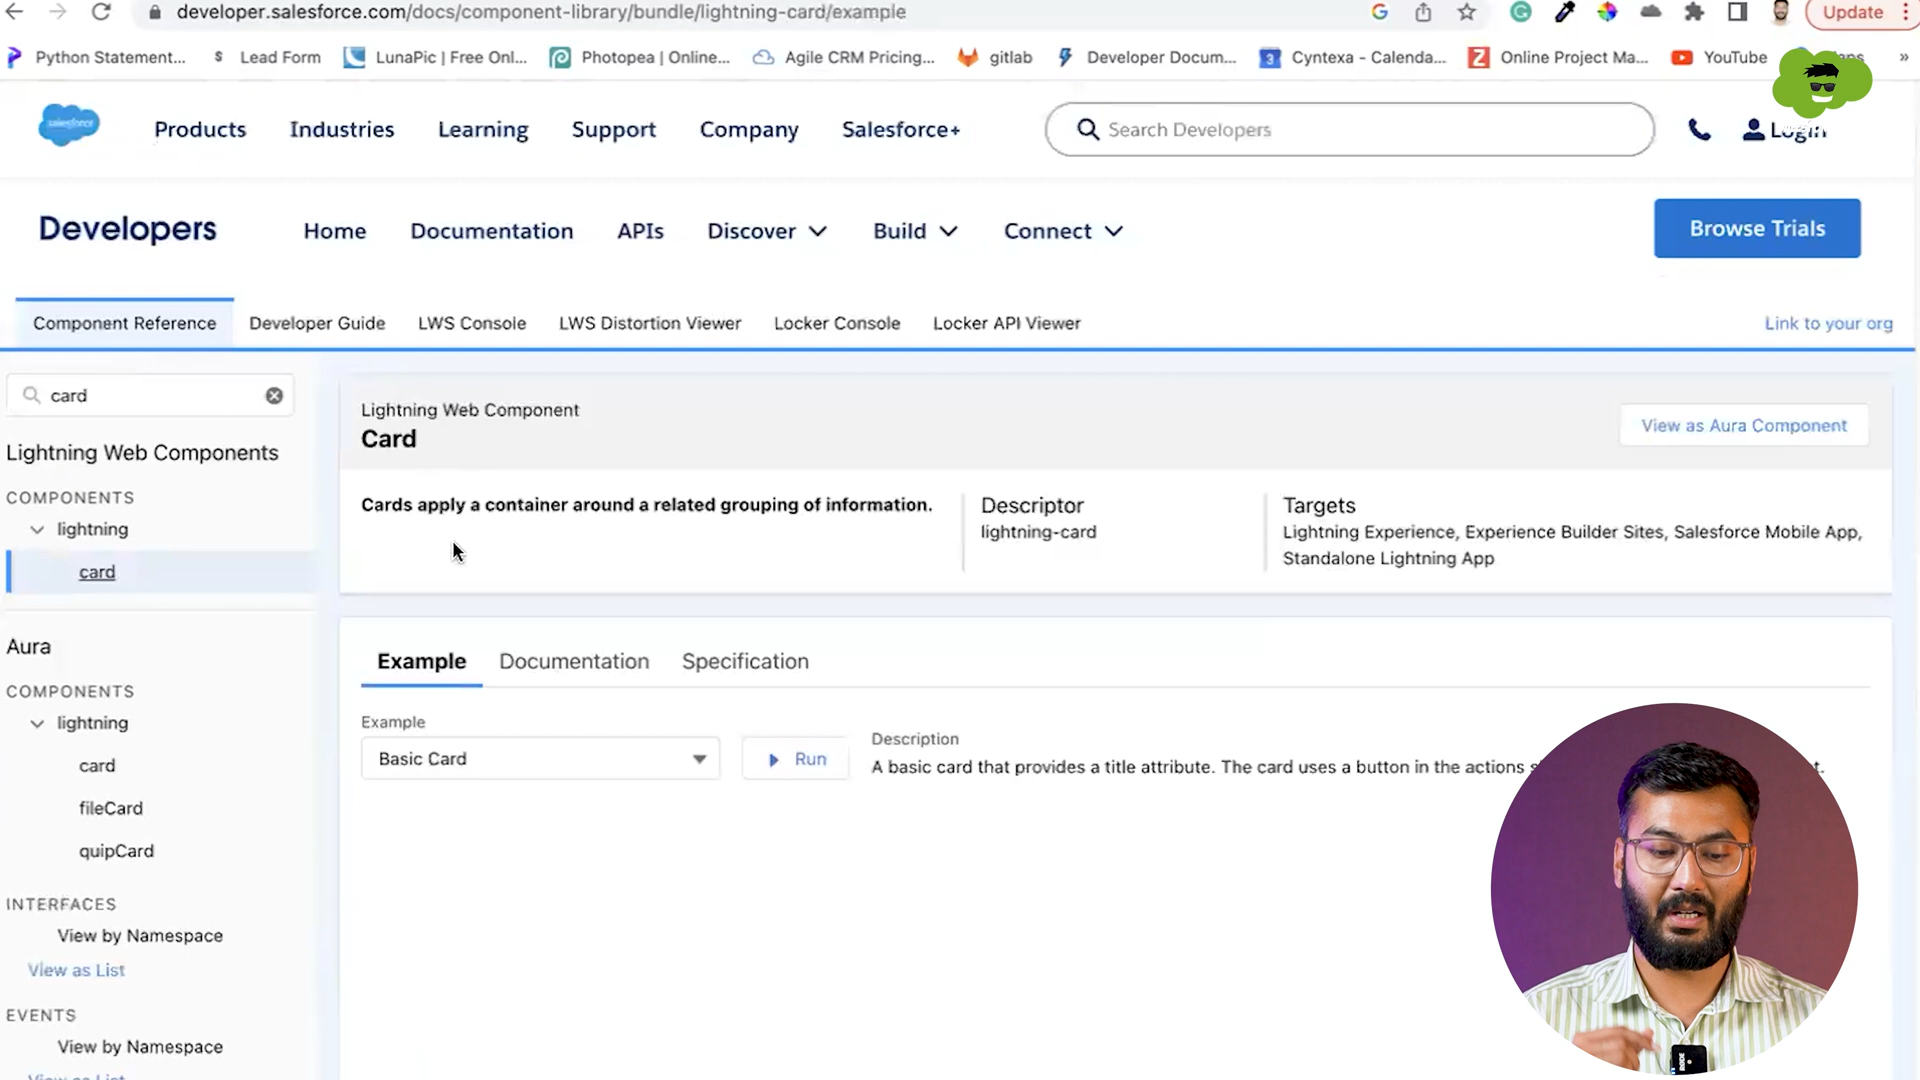 developer.salesforce.com/docs/component-library/bundle/lightning-card/example
Update
Python Statement...
Lead Form
LunaPic | Free Onl...
Photopea | Online...
Agile CRM Pricing...
gitlab
Developer Docum...
Cyntexa - Calenda...
Online Project Ma...
YouTube
»
salesforce
Products
Industries
Learning
Support
Company
Salesforce+
Search Developers
Login
Developers
Home
Documentation
APIs
Discover
Build
Connect
Browse Trials
Component Reference
Developer Guide
LWS Console
LWS Distortion Viewer
Locker Console
Locker API Viewer
Link to your org
card
Lightning Web Components
COMPONENTS
lightning
card
Aura
COMPONENTS
lightning
card
fileCard
quipCard
INTERFACES
View by Namespace
View as List
EVENTS
View by Namespace
View as List
Lightning Web Component
Card
View as Aura Component
Cards apply a container around a related grouping of information.
Descriptor
lightning-card
Targets
Lightning Experience, Experience Builder Sites, Salesforce Mobile App,
Standalone Lightning App
Example
Documentation
Specification
Example
Basic Card
Run
Description
A basic card that provides a title attribute. The card uses a button in the actions
RODE